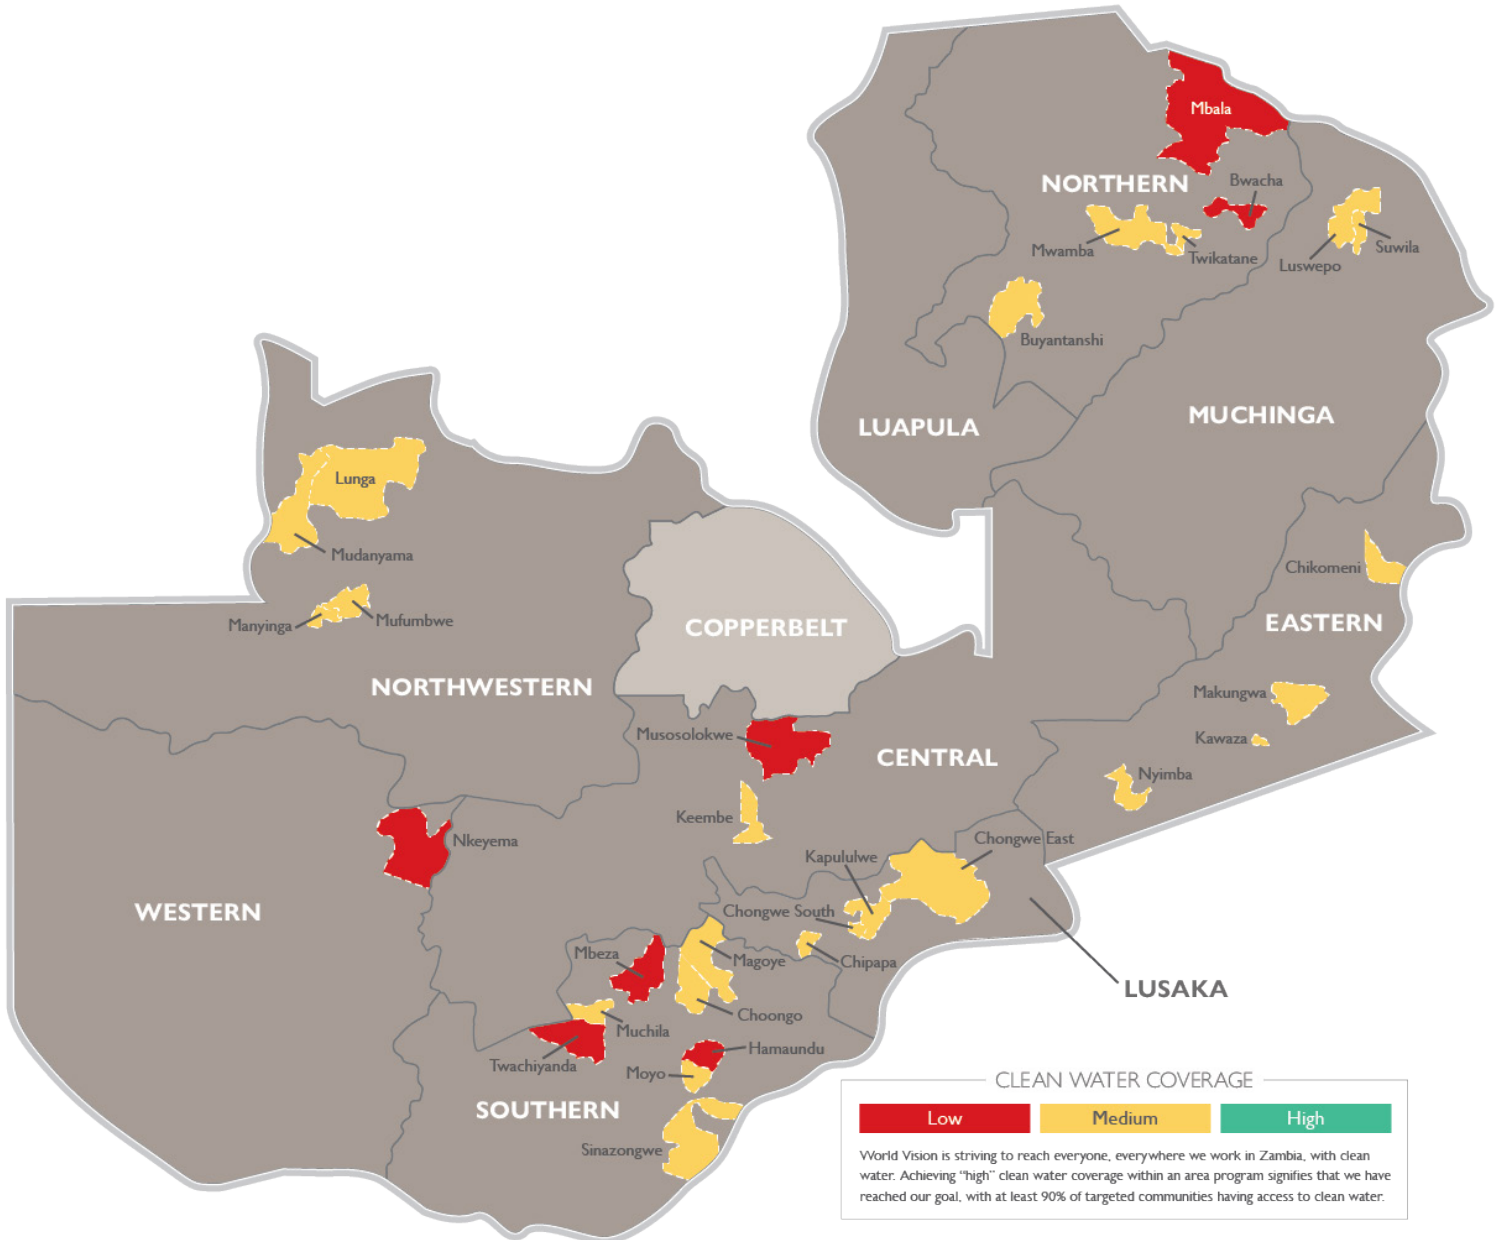 Mbala
NORTHERN
Bwacha
Mwamba
Twikatane
Luswepo
Suwila
Buyantanshi
LUAPULA
MUCHINGA
Lunga
Mudanyama
Manyinga
Mufumbwe
Chikomeni
EASTERN
COPPERBELT
NORTHWESTERN
Makungwa
Kawaza
Nyimba
Musosolokwe
CENTRAL
Keembe
Nkeyema
Chongwe East
Kapululwe
WESTERN
Chongwe South
Mbeza
Magoye
Chipapa
LUSAKA
Choongo
Muchila
Twachiyanda
Hamaundu
Moyo
SOUTHERN
Sinazongwe
CLEAN WATER COVERAGE
Low
Medium
High
World Vision is striving to reach everyone, everywhere we work in Zambia, with clean
water. Achieving “high” clean water coverage within an area program signifies that we have
reached our goal, with at least 90% of targeted communities having access to clean water.